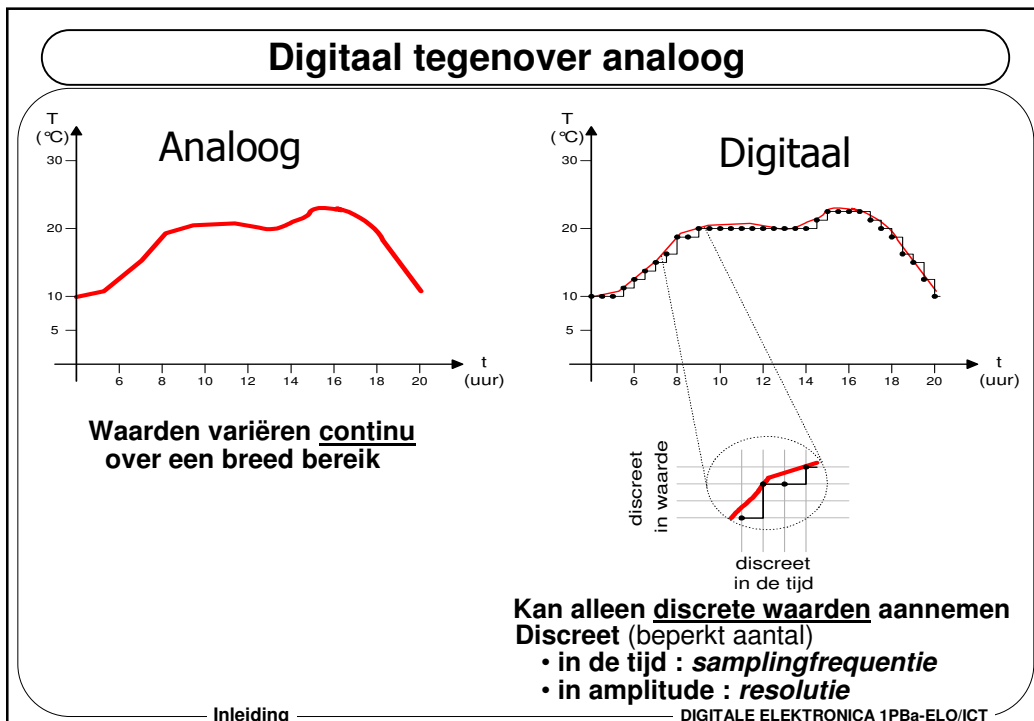 Digitaal tegenover analoog
T
(°C)
Analoog
30
20
10
5
6 8 10 12 14 16 18 20
t
(uur)
Waarden variëren continu
over een breed bereik
T
(°C)
Digitaal
30
20
10
5
6 8 10 12 14 16 18 20
t
(uur)
discreet
in waarde
discreet
in de tijd
Kan alleen discrete waarden aannemen
Discreet (beperkt aantal)
• in de tijd : samplingfrequentie
• in amplitude : resolutie
Inleiding
DIGITALE ELEKTRONICA 1PBa-ELO/ICT